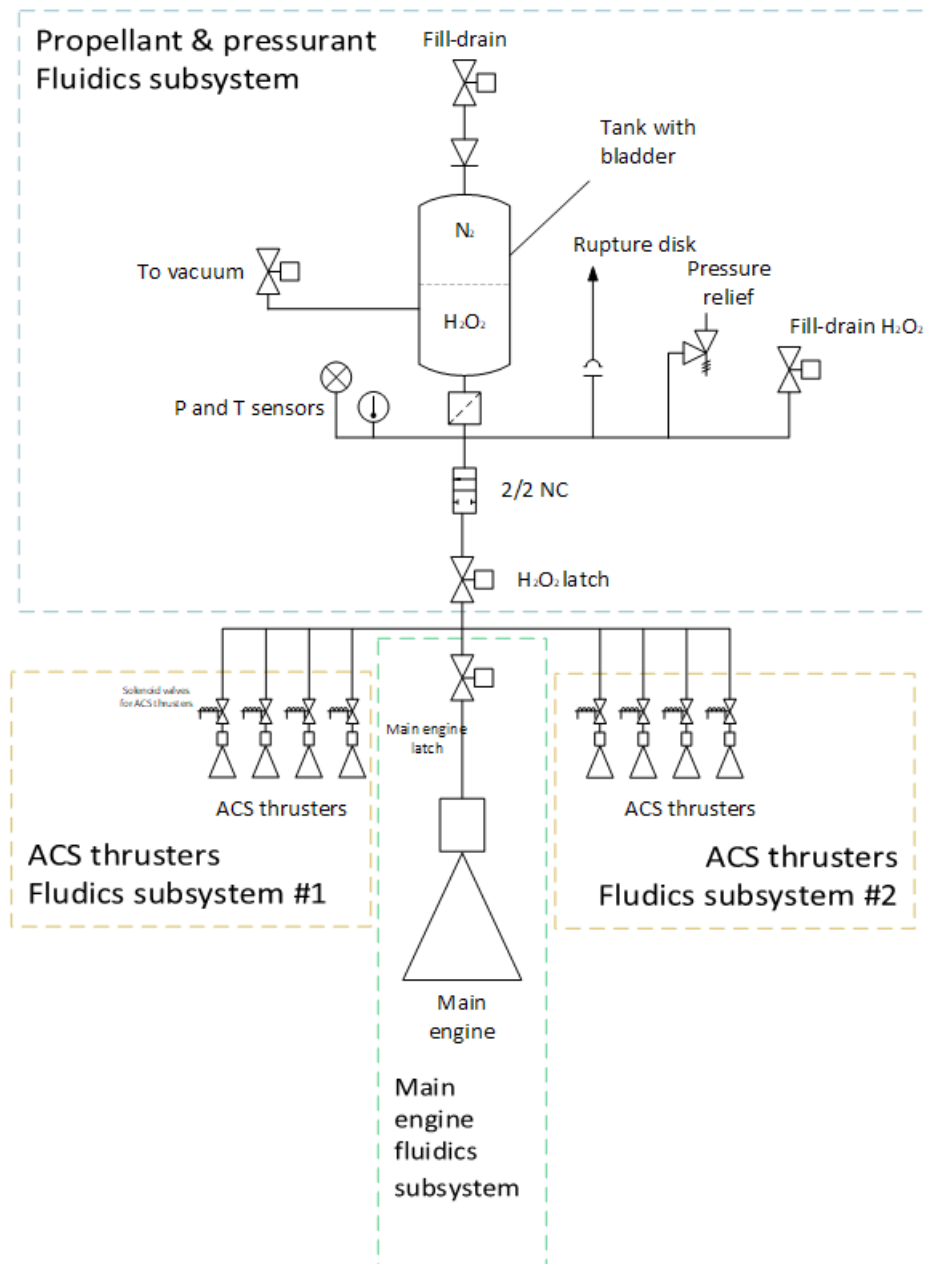 Propellant & pressurant
Fluidics subsystem
Fill-drain
Tank with
bladder
N₂
Rupture disk
Pressure
relief
To vacuum
H₂O₂
Fill-drain H₂O₂
P and T sensors
2/2 NC
H₂O₂ latch
Solenoid valves
for ACS thrusters
Main engine
latch
ACS thrusters
ACS thrusters
ACS thrusters
Fludics subsystem #1
ACS thrusters
Fludics subsystem #2
Main
engine
Main
engine
fluidics
subsystem